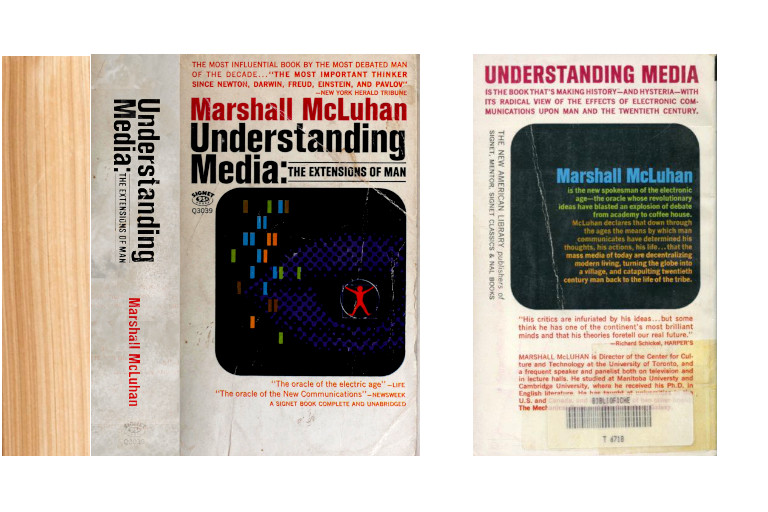 Understanding
Media:
THE EXTENSIONS OF MAN
Marshall McLuhan
THE MOST INFLUENTIAL BOOK BY THE MOST DEBATED MAN
OF THE DECADE..."THE MOST IMPORTANT THINKER
SINCE NEWTON, DARWIN, FREUD, EINSTEIN, AND PAVLOV"
—NEW YORK HERALD TRIBUNE
Marshall McLuhan
Understanding
Media: THE EXTENSIONS OF MAN
SIGNET
Q3039
"The oracle of the electric age"—LIFE
"The oracle of the New Communications"—NEWSWEEK
A SIGNET BOOK COMPLETE AND UNABRIDGED
UNDERSTANDING MEDIA
IS THE BOOK THAT'S MAKING HISTORY—AND HYSTERIA—WITH
ITS RADICAL VIEW OF THE EFFECTS OF ELECTRONIC COM-
MUNICATIONS UPON MAN AND THE TWENTIETH CENTURY.
THE NEW AMERICAN LIBRARY publishers of
SIGNET, MENTOR, SIGNET CLASSICS & NAL BOOKS
Marshall McLuhan
is the new spokesman of the electronic
age—the oracle whose revolutionary
ideas have blasted an explosion of debate
from academy to coffee house.
McLuhan declares that down through
the ages the means by which man
communicates have determined his
thoughts, his actions, his life...that the
mass media of today are decentralizing
modern living, turning the globe into
a village, and catapulting twentieth
century man back to the life of the tribe.
"His critics are infuriated by his ideas...but some
think he has one of the continent's most brilliant
minds and that his theories foretell our real future."
—Richard Schickel, HARPER'S
MARSHALL McLUHAN is Director of the Center for Cul-
ture and Technology at the University of Toronto, and
a frequent speaker and panelist both on television and
in lecture halls. He studied at Manitoba University and
Cambridge University, where he received his Ph.D. in
English literature. He has taught at
U.S. and Canada,
The Mec
BIBLIOFICHE
T 6718